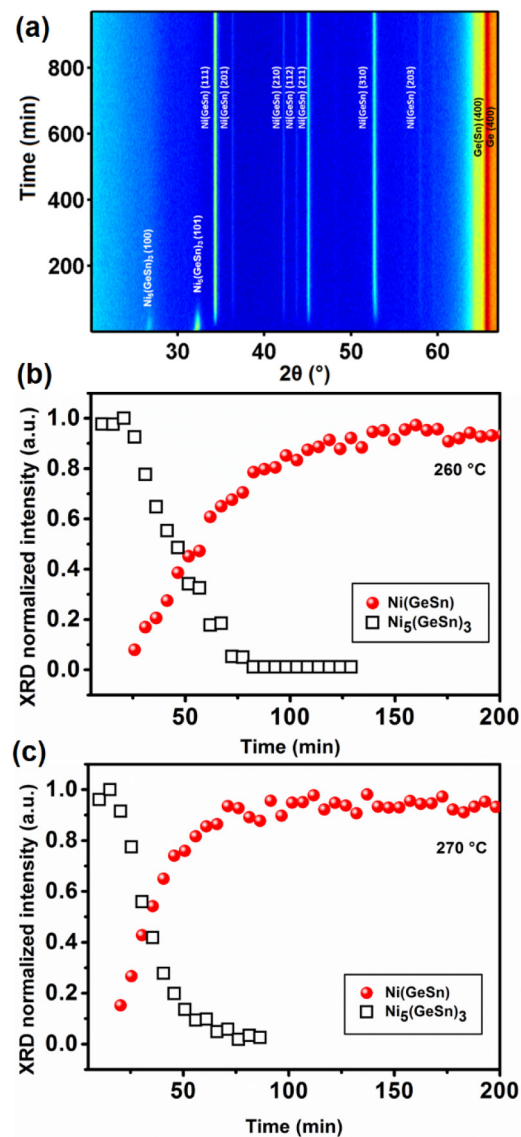 (a)
Time (min)
800
600
400
200
Ni₅(GeSn)₃ (100)
Ni₅(GeSn)₃ (101)
Ni(GeSn) (111)
Ni(GeSn) (201)
Ni(GeSn) (210)
Ni(GeSn) (112)
Ni(GeSn) (211)
Ni(GeSn) (310)
Ni(GeSn) (203)
Ge(Sn) (400)
Ge (400)
30 40 50 60
2θ (°)
(b)
XRD normalized intensity (a.u.)
1.0
0.8
0.6
0.4
0.2
0.0
260 °C
Ni(GeSn)
Ni₅(GeSn)₃
50 100 150 200
Time (min)
(c)
XRD normalized intensity (a.u.)
1.0
0.8
0.6
0.4
0.2
0.0
270 °C
Ni(GeSn)
Ni₅(GeSn)₃
50 100 150 200
Time (min)